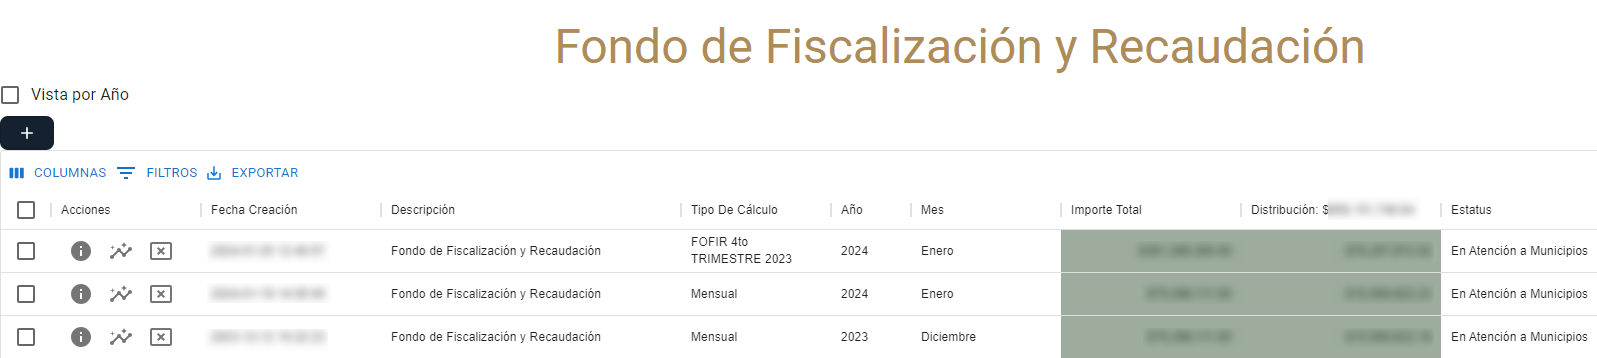 Fondo de Fiscalización y Recaudación
Vista por Año
+
COLUMNAS FILTROS EXPORTAR
Acciones Fecha Creación Descripción Tipo De Cálculo Año Mes Importe Total Distribución: $ Estatus
Fondo de Fiscalización y Recaudación FOFIR 4to TRIMESTRE 2023 2024 Enero En Atención a Municipios
Fondo de Fiscalización y Recaudación Mensual 2024 Enero En Atención a Municipios
Fondo de Fiscalización y Recaudación Mensual 2023 Diciembre En Atención a Municipios